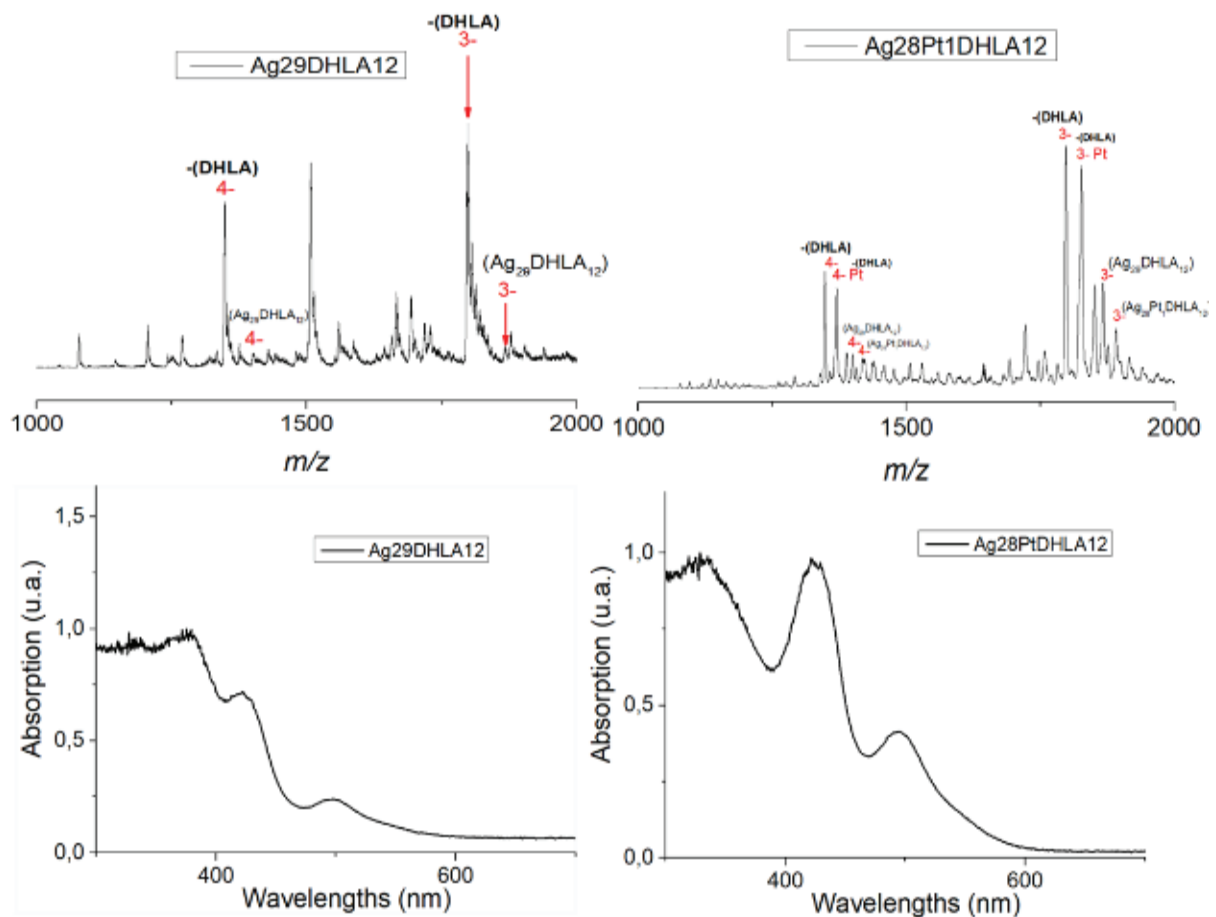 -(DHLA)
3-
Ag29DHLA12
-(DHLA)
4-
(Ag29DHLA12)
4-
(Ag29DHLA12)
3-
1000 1500 2000
m/z
Ag28Pt1DHLA12
-(DHLA)
3- -(DHLA)
3- Pt
-(DHLA)
4- -(DHLA)
4- Pt
4-
4-
3- (Ag29DHLA12)
3- (Ag28Pt1DHLA12)
1000 1500 2000
m/z
1,5
1,0
0,5
0,0
Absorption (u.a.)
Ag29DHLA12
400 600
Wavelengths (nm)
1,0
0,5
0,0
Absorption (u.a.)
Ag28PtDHLA12
400 600
Wavelengths (nm)